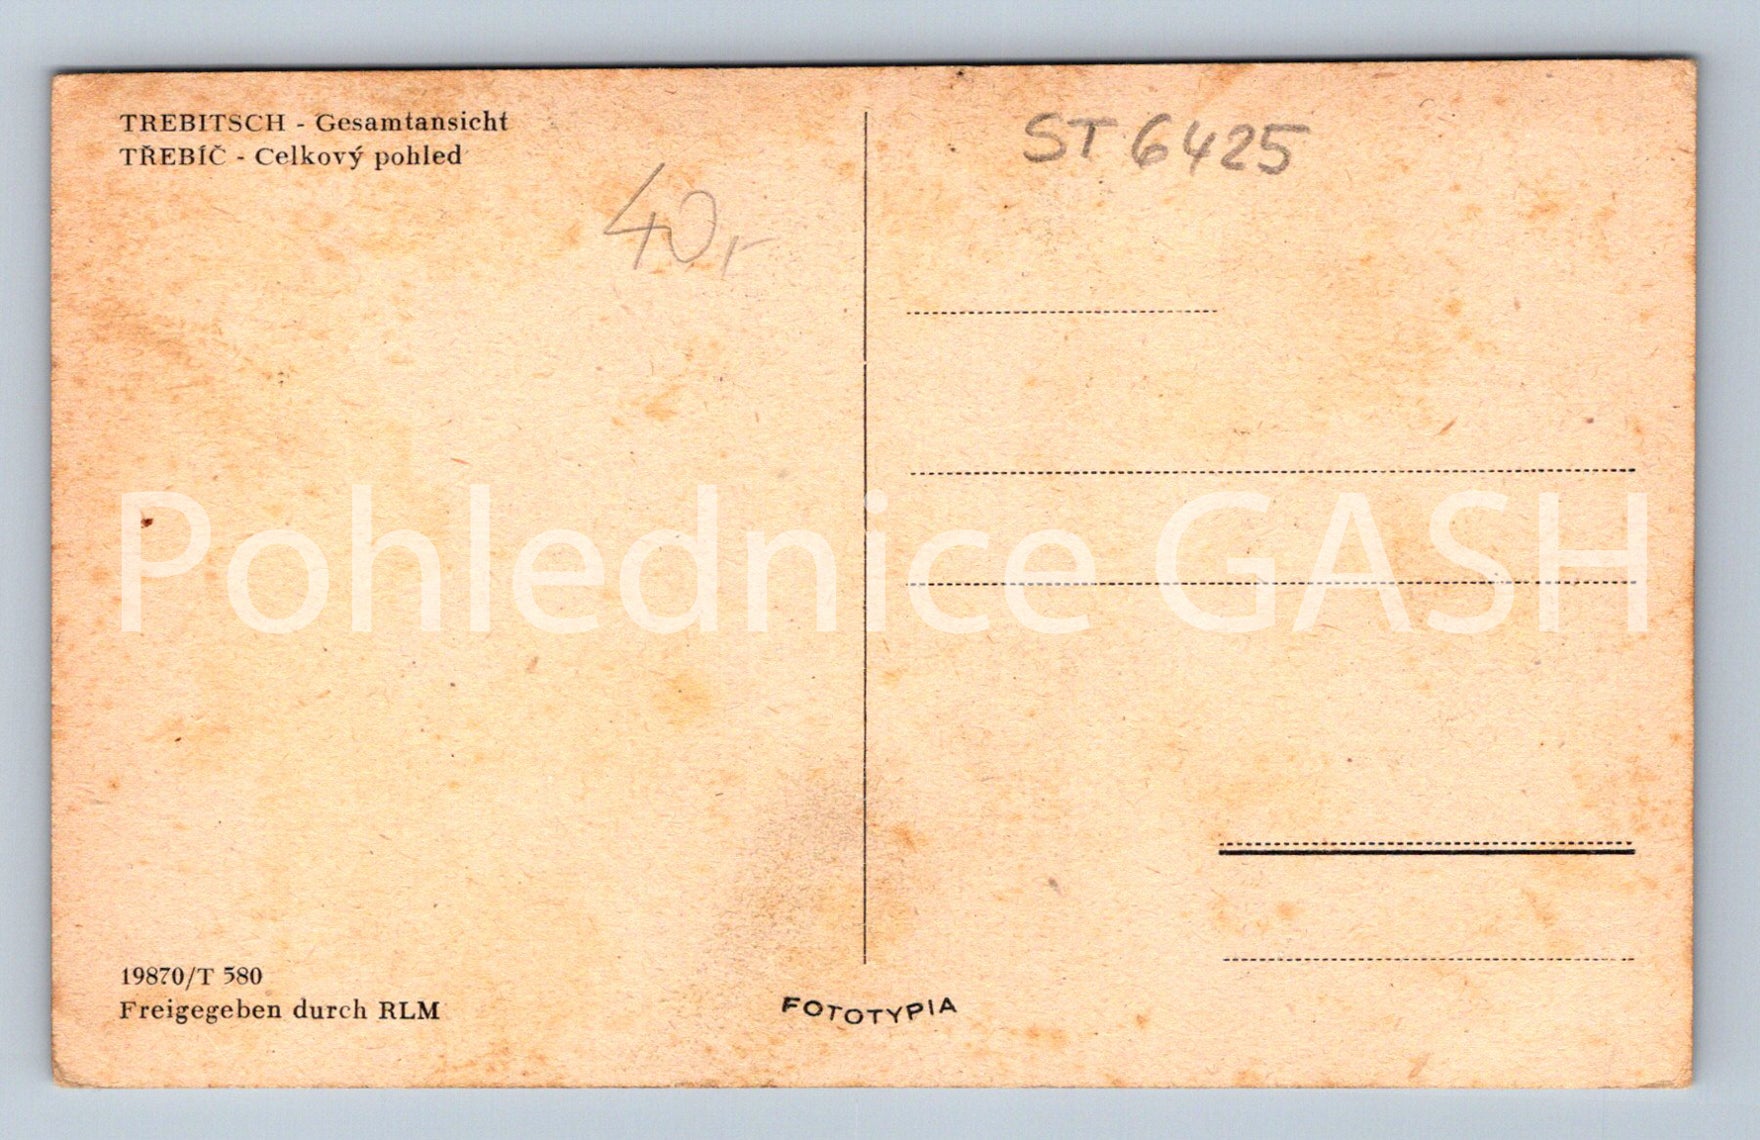 TREBITSCH - Gesamtansicht
TŘEBÍČ - Celkový pohled
40,-
ST 6425
Pohlednice GASH
19870/T 580
Freigegeben durch RLM
FOTOTYPIA